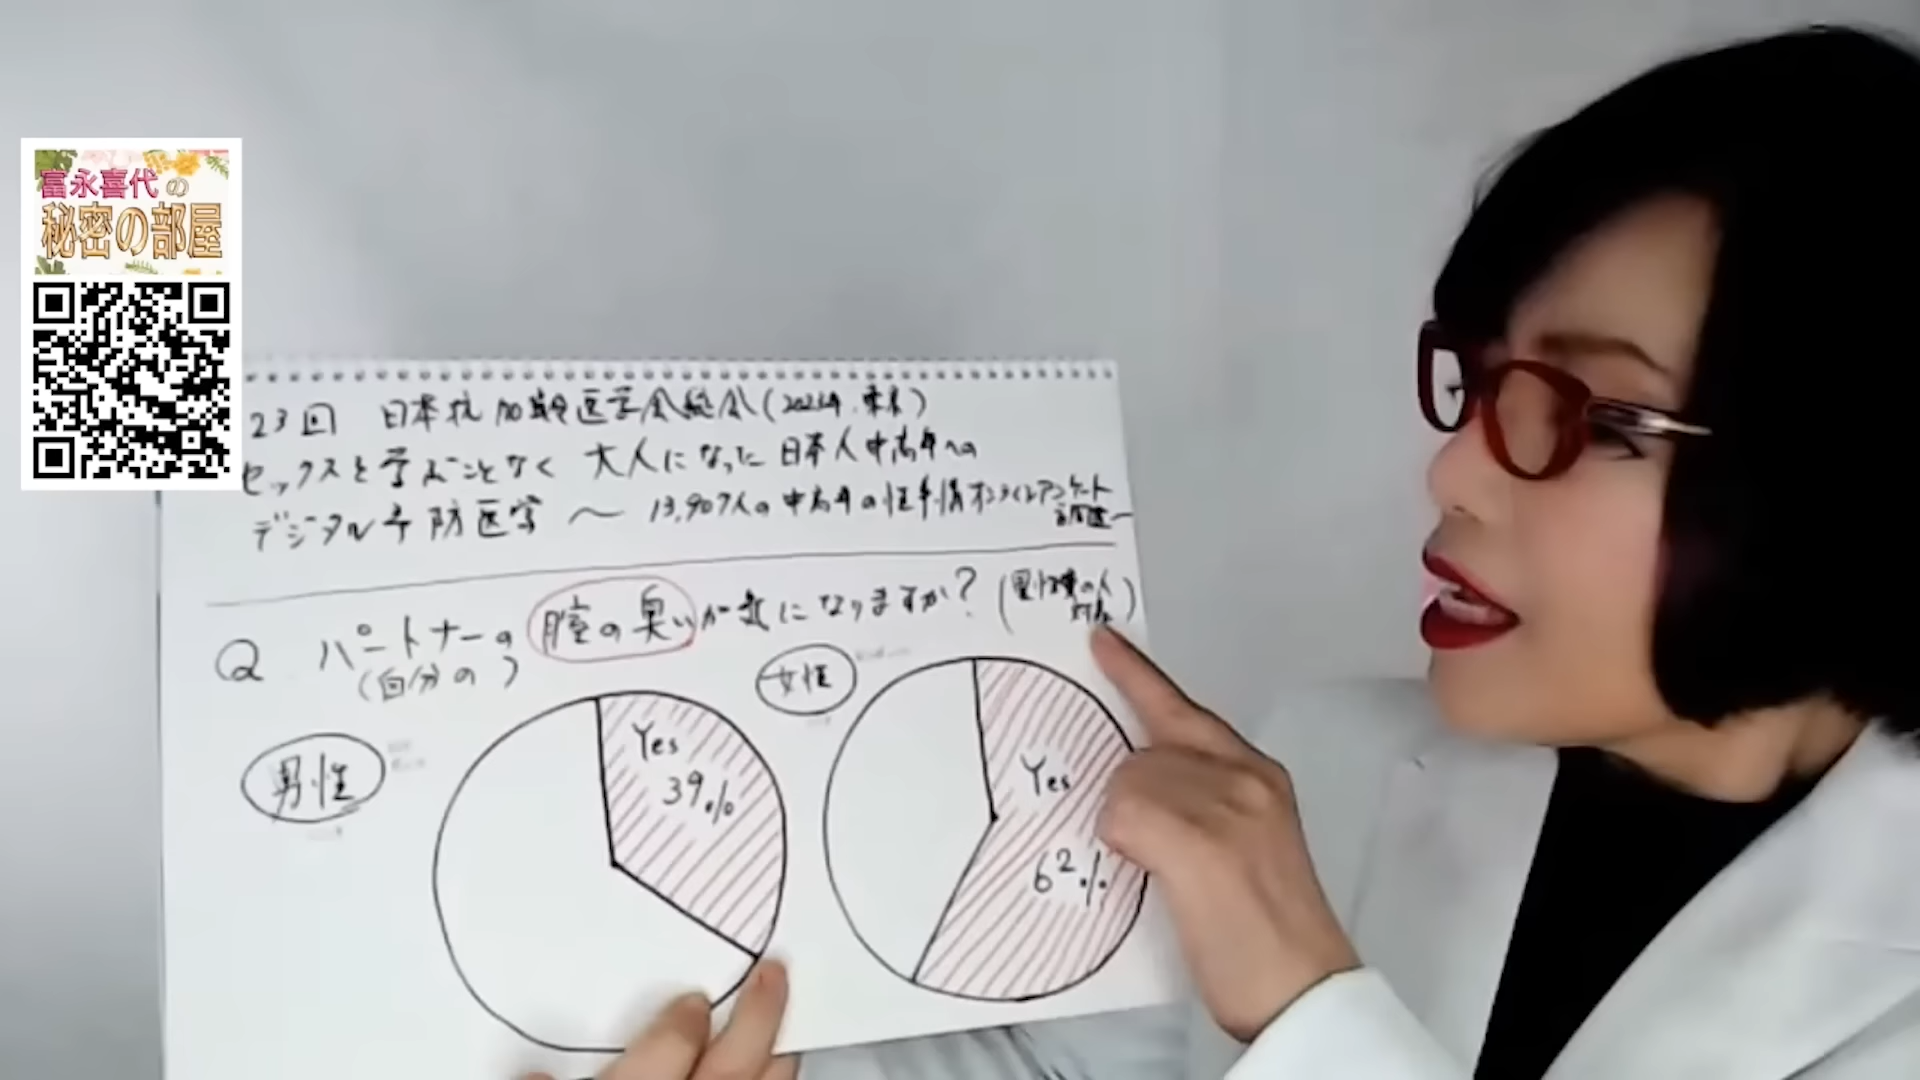 富永喜代の
秘密の部屋
23回 日本抗加齢医学会総会(2023年.東京)
セックスを学ぶことなく大人になった日本人中高年への
デジタル予防医学 〜13,907人の中高年の性事情オンラインアンケート
調査〜
Q パートナーの膣の臭いが気になりますか?
(自分の)
対象
女性
男性
Yes
39%
Yes
62%